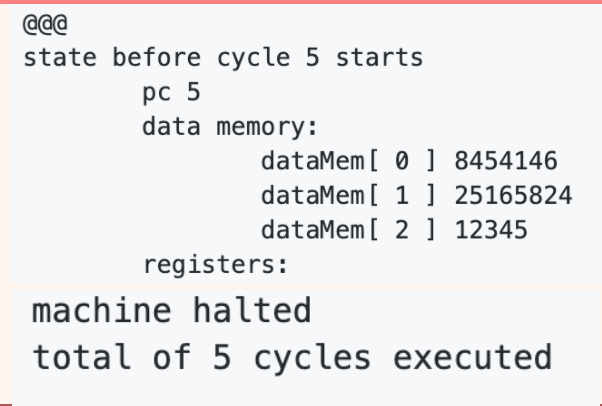 @@@
state before cycle 5 starts
pc 5
data memory:
dataMem[ 0 ] 8454146
dataMem[ 1 ] 25165824
dataMem[ 2 ] 12345
registers:
machine halted
total of 5 cycles executed